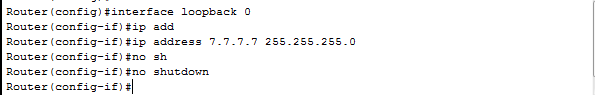 Router(config)#interface loopback 0
Router(config-if)#ip add
Router(config-if)#ip address 7.7.7.7 255.255.255.0
Router(config-if)#no sh
Router(config-if)#no shutdown
Router(config-if)#